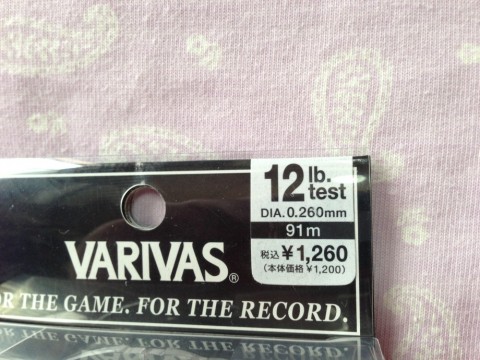 12 lb. test
DIA. 0.260mm
91m
税込 ¥1,260
(本体価格 ¥1,200)
VARIVAS®
OR THE GAME. FOR THE RECORD.